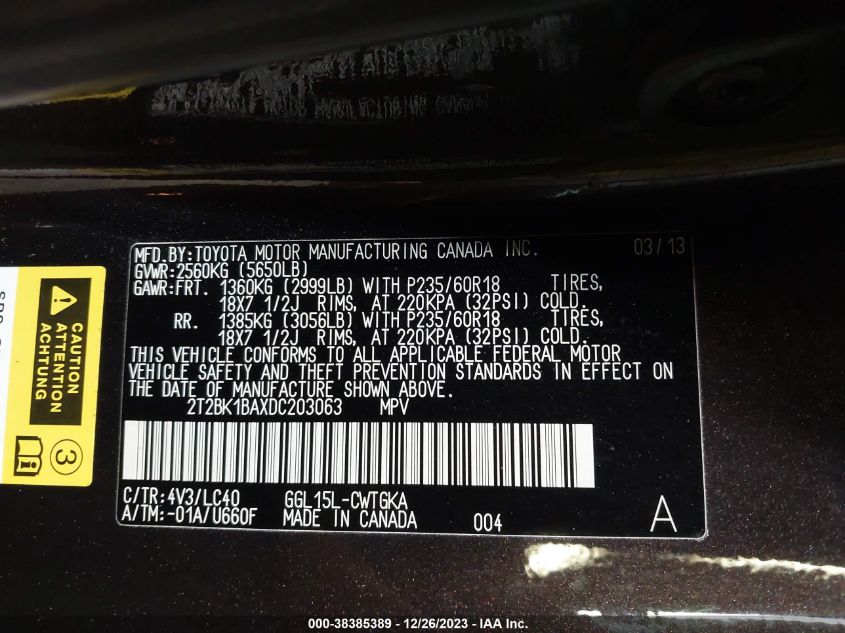 MFD.BY:TOYOTA MOTOR MANUFACTURING CANADA INC. 03/13
GVWR:2560KG (5650LB)
GAWR:FRT. 1360KG (2999LB) WITH P235/60R18 TIRES,
18X7 1/2J RIMS, AT 220KPA (32PSI) COLD.
RR. 1385KG (3056LB) WITH P235/60R18 TIRES,
18X7 1/2J RIMS, AT 220KPA (32PSI) COLD.
THIS VEHICLE CONFORMS TO ALL APPLICABLE FEDERAL MOTOR
VEHICLE SAFETY AND THEFT PREVENTION STANDARDS IN EFFECT ON
THE DATE OF MANUFACTURE SHOWN ABOVE.
2T2BK1BAXDC203063 MPV
C/TR:4V3/LC40 GGL15L-CWTGKA
A/TM:-01A/U660F MADE IN CANADA 004 A
CAUTION
ATTENTION
ACHTUNG
3
000-38385389 - 12/26/2023 - IAA Inc.